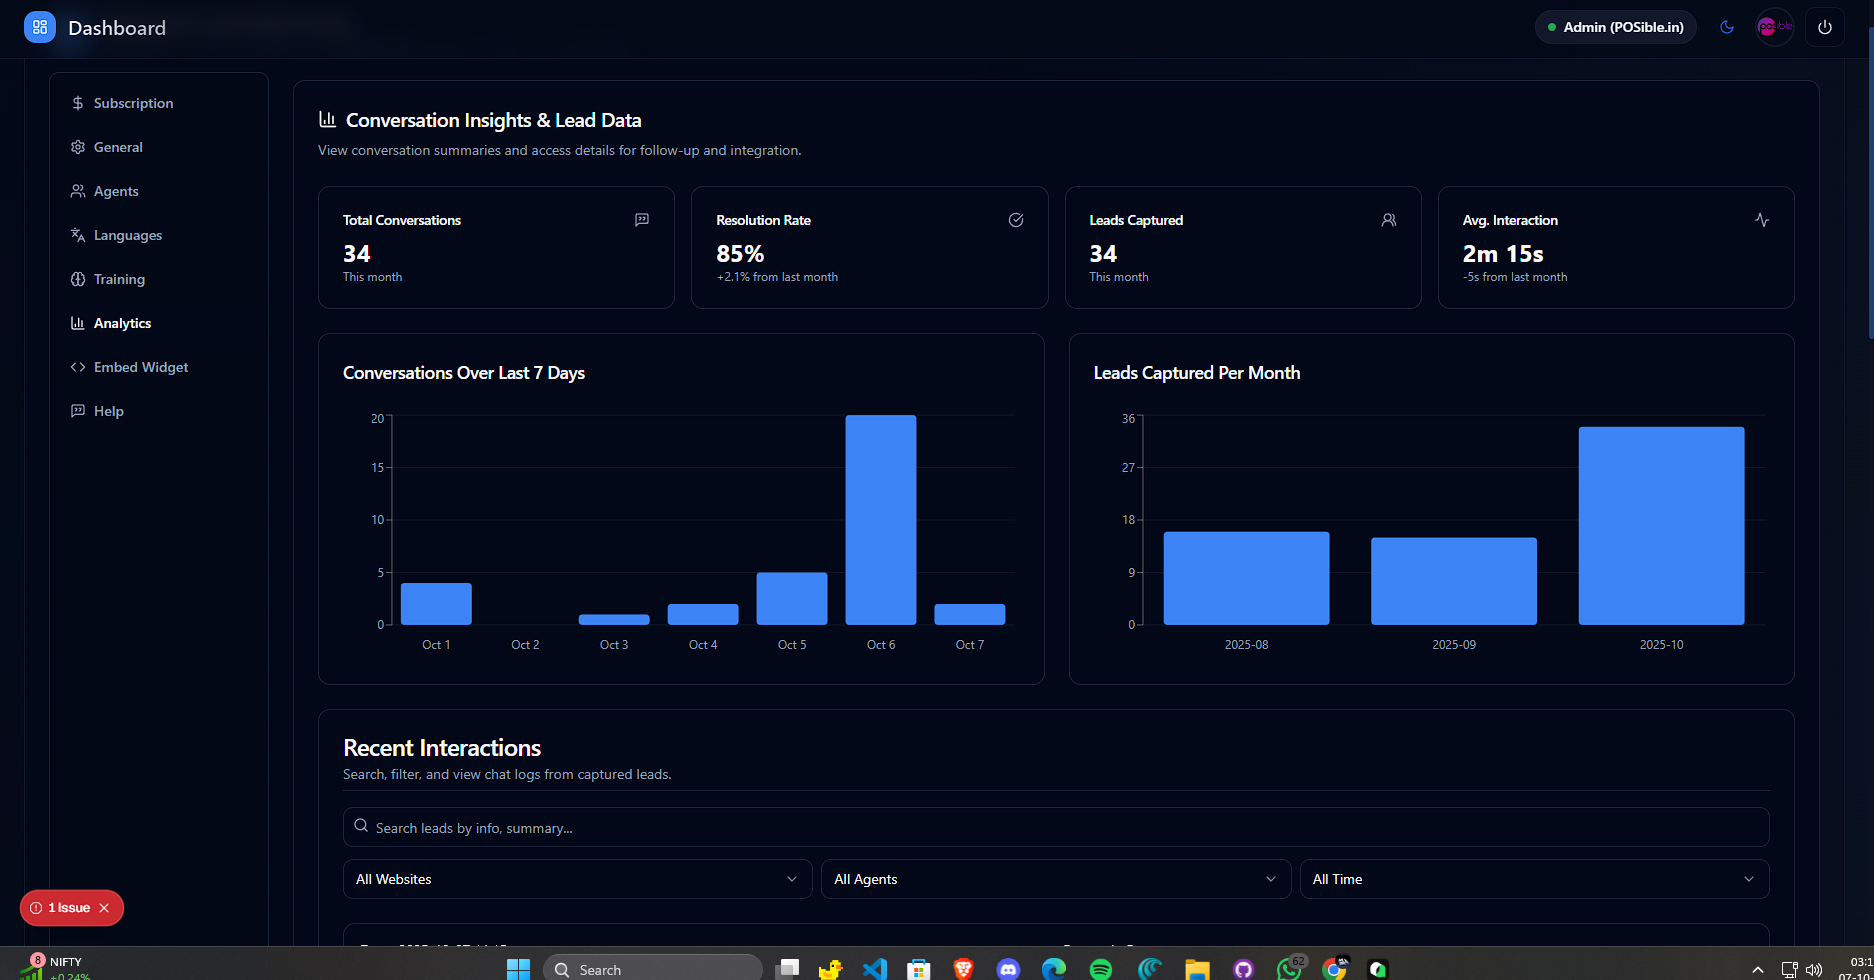 Dashboard
Admin (POSible.in)
posible
Subscription
General
Agents
Languages
Training
Analytics
Embed Widget
Help
Conversation Insights & Lead Data
View conversation summaries and access details for follow-up and integration.
Total Conversations
34
This month
Resolution Rate
85%
+2.1% from last month
Leads Captured
34
This month
Avg. Interaction
2m 15s
-5s from last month
Conversations Over Last 7 Days
20
15
10
5
0
Oct 1 Oct 2 Oct 3 Oct 4 Oct 5 Oct 6 Oct 7
Leads Captured Per Month
36
27
18
9
0
2025-08 2025-09 2025-10
Recent Interactions
Search, filter, and view chat logs from captured leads.
Search leads by info, summary...
All Websites
All Agents
All Time
1 Issue
8
NIFTY
+0.24%
Search
62
03:1
07-10-